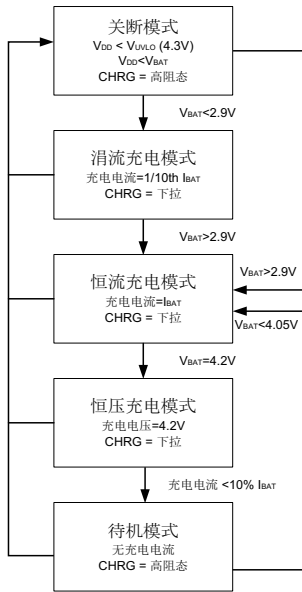 关断模式
VDD < VUVLO (4.3V)
VDD<VBAT
CHRG = 高阻态
VBAT<2.9V
涓流充电模式
充电电流=1/10th IBAT
CHRG = 下拉
VBAT>2.9V
恒流充电模式
充电电流=IBAT
CHRG = 下拉
VBAT>2.9V
VBAT<4.05V
VBAT=4.2V
恒压充电模式
充电电压=4.2V
CHRG = 下拉
充电电流 <10% IBAT
待机模式
无充电电流
CHRG = 高阻态